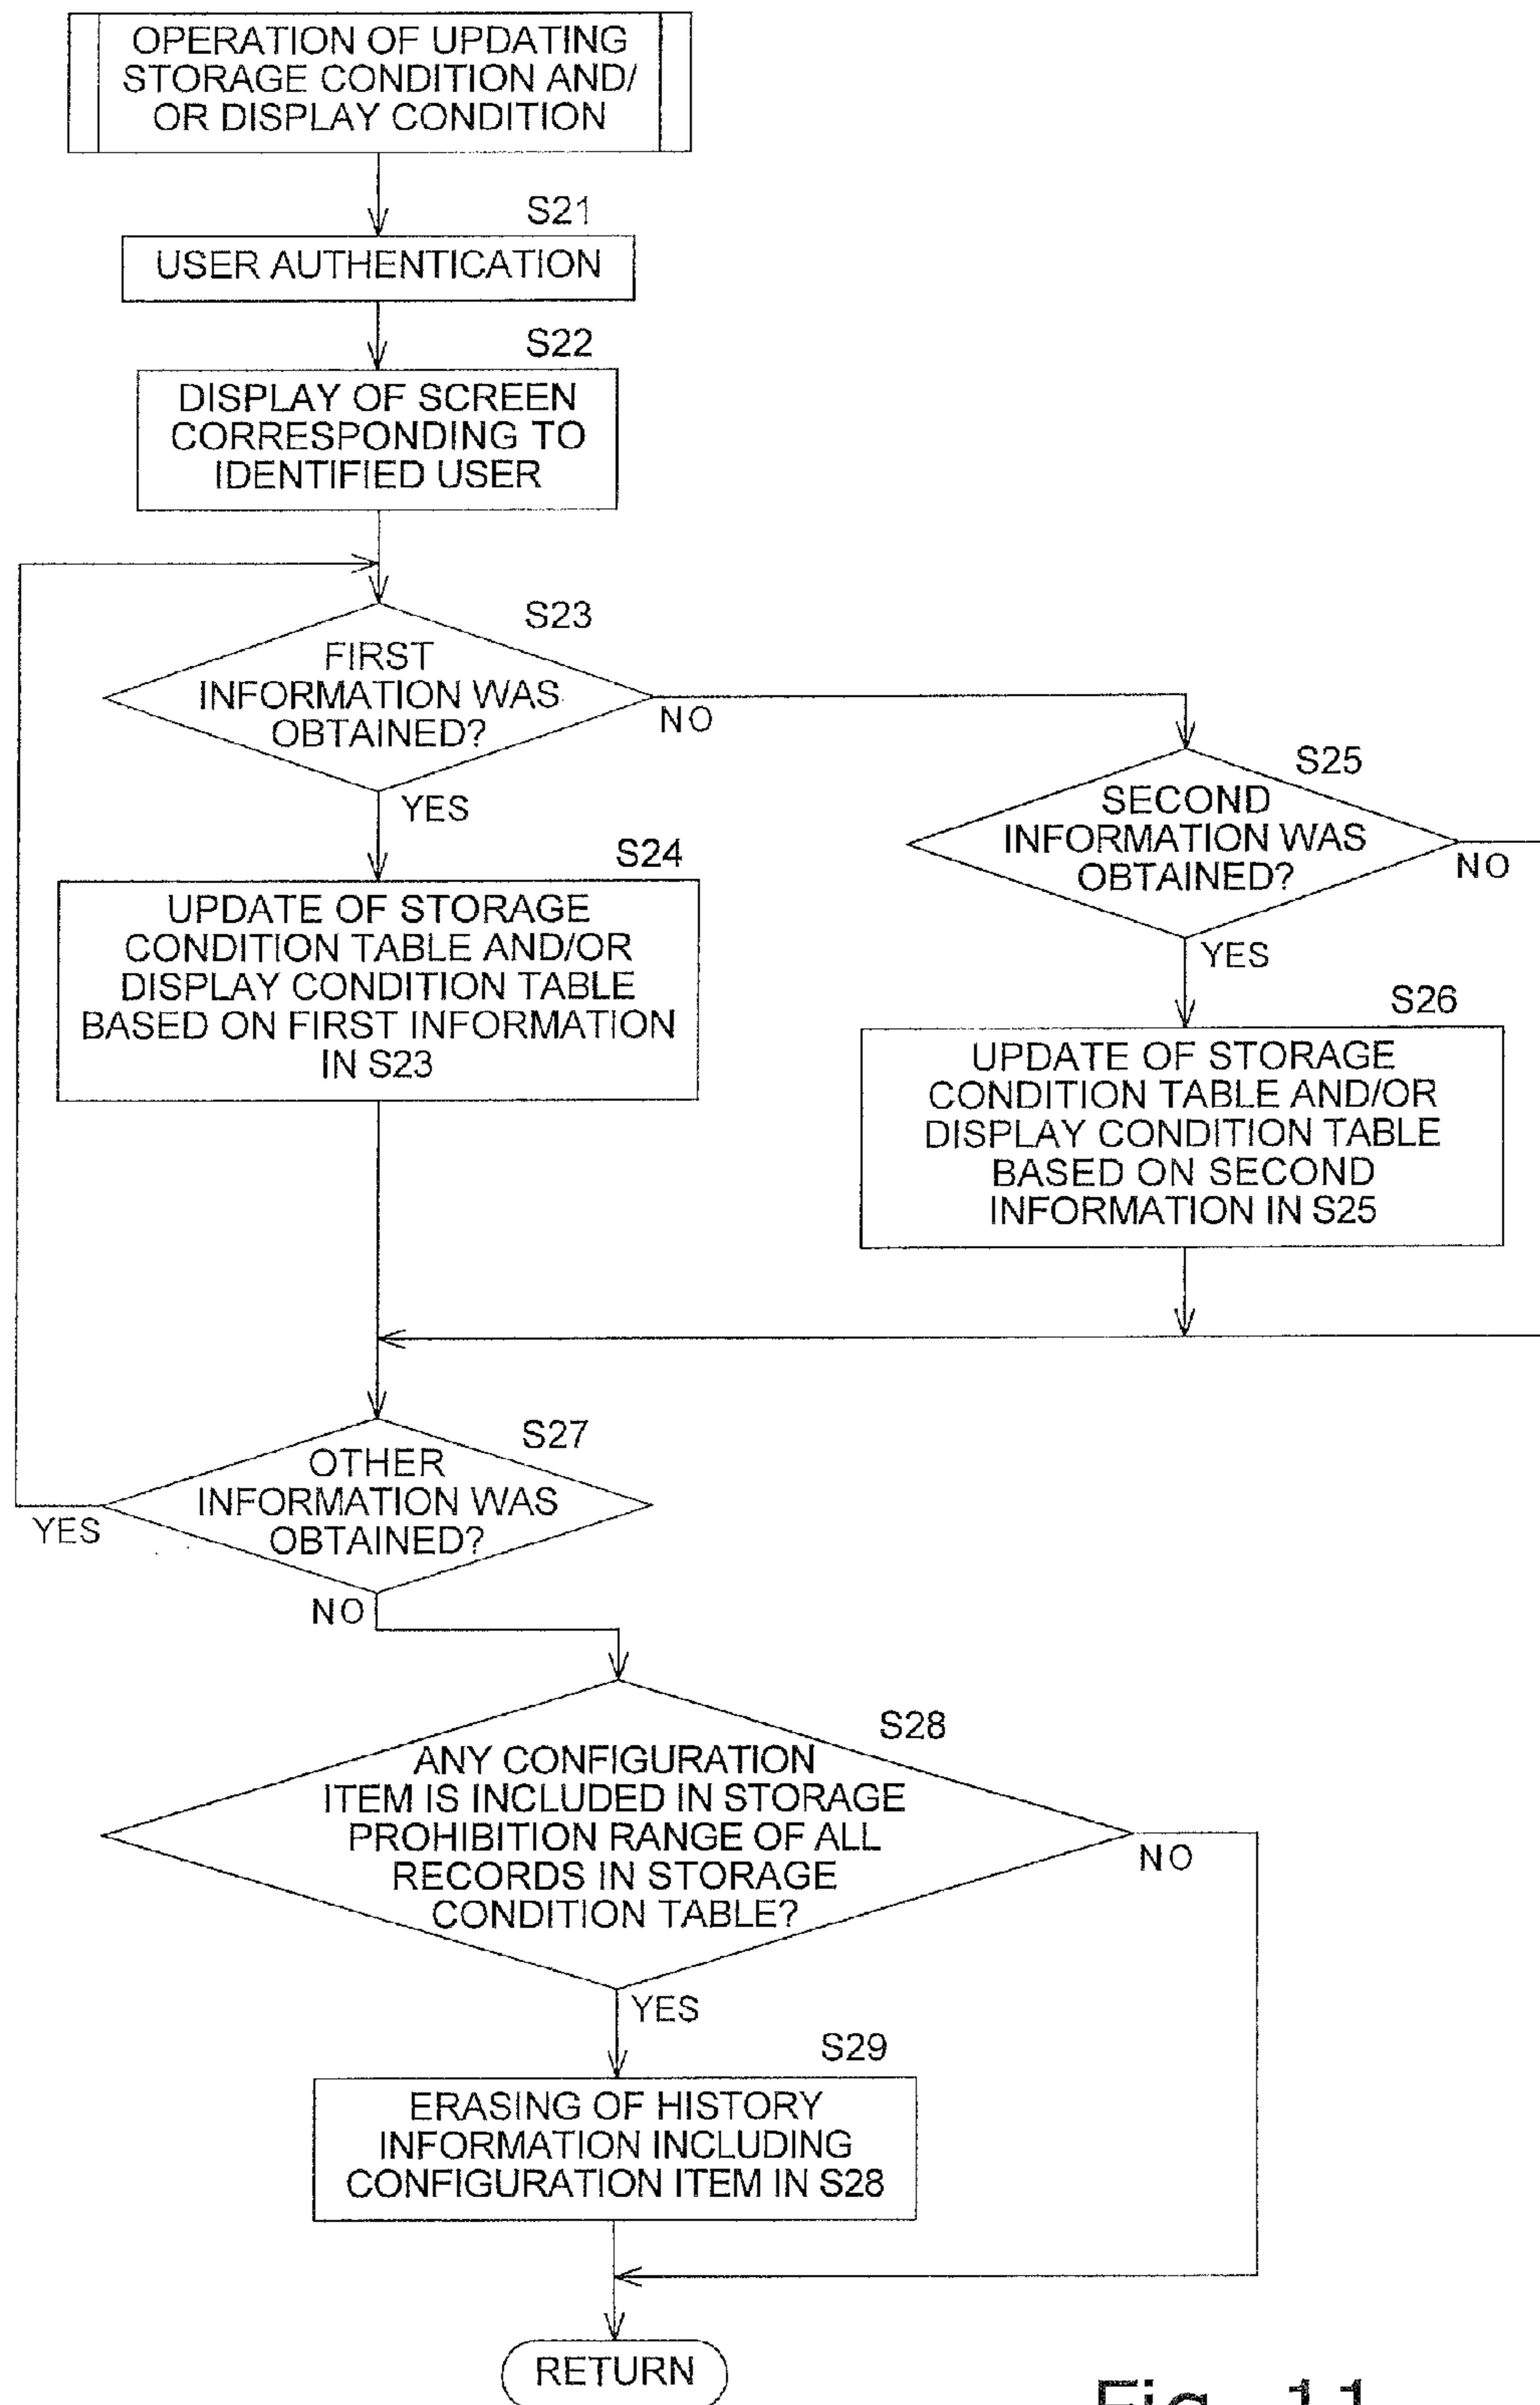 OPERATION OF UPDATING
STORAGE CONDITION AND/
OR DISPLAY CONDITION
S21
USER AUTHENTICATION
S22
DISPLAY OF SCREEN
CORRESPONDING TO
IDENTIFIED USER
S23
FIRST
INFORMATION WAS
OBTAINED?
NO
YES
S25
SECOND
INFORMATION WAS
OBTAINED?
NO
YES
S24
UPDATE OF STORAGE
CONDITION TABLE AND/OR
DISPLAY CONDITION TABLE
BASED ON FIRST INFORMATION
IN S23
S26
UPDATE OF STORAGE
CONDITION TABLE AND/OR
DISPLAY CONDITION TABLE
BASED ON SECOND
INFORMATION IN S25
S27
OTHER
INFORMATION WAS
OBTAINED?
YES
NO
S28
ANY CONFIGURATION
ITEM IS INCLUDED IN STORAGE
PROHIBITION RANGE OF ALL
RECORDS IN STORAGE
CONDITION TABLE?
NO
YES
S29
ERASING OF HISTORY
INFORMATION INCLUDING
CONFIGURATION ITEM IN S28
RETURN
Fig. 11